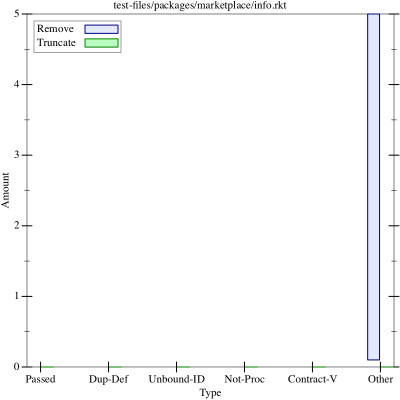 test-files/packages/marketplace/info.rkt
Remove
Truncate
5
4
3
2
1
0
Amount
Passed Dup-Def Unbound-ID Not-Proc Contract-V Other
Type